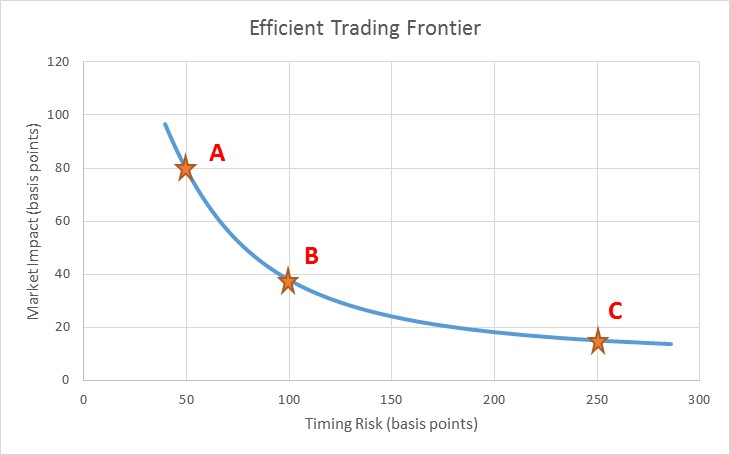 Efficient Trading Frontier
Market Impact (basis points)
120
100
80
60
40
20
0
A
B
C
0 50 100 150 200 250 300
Timing Risk (basis points)